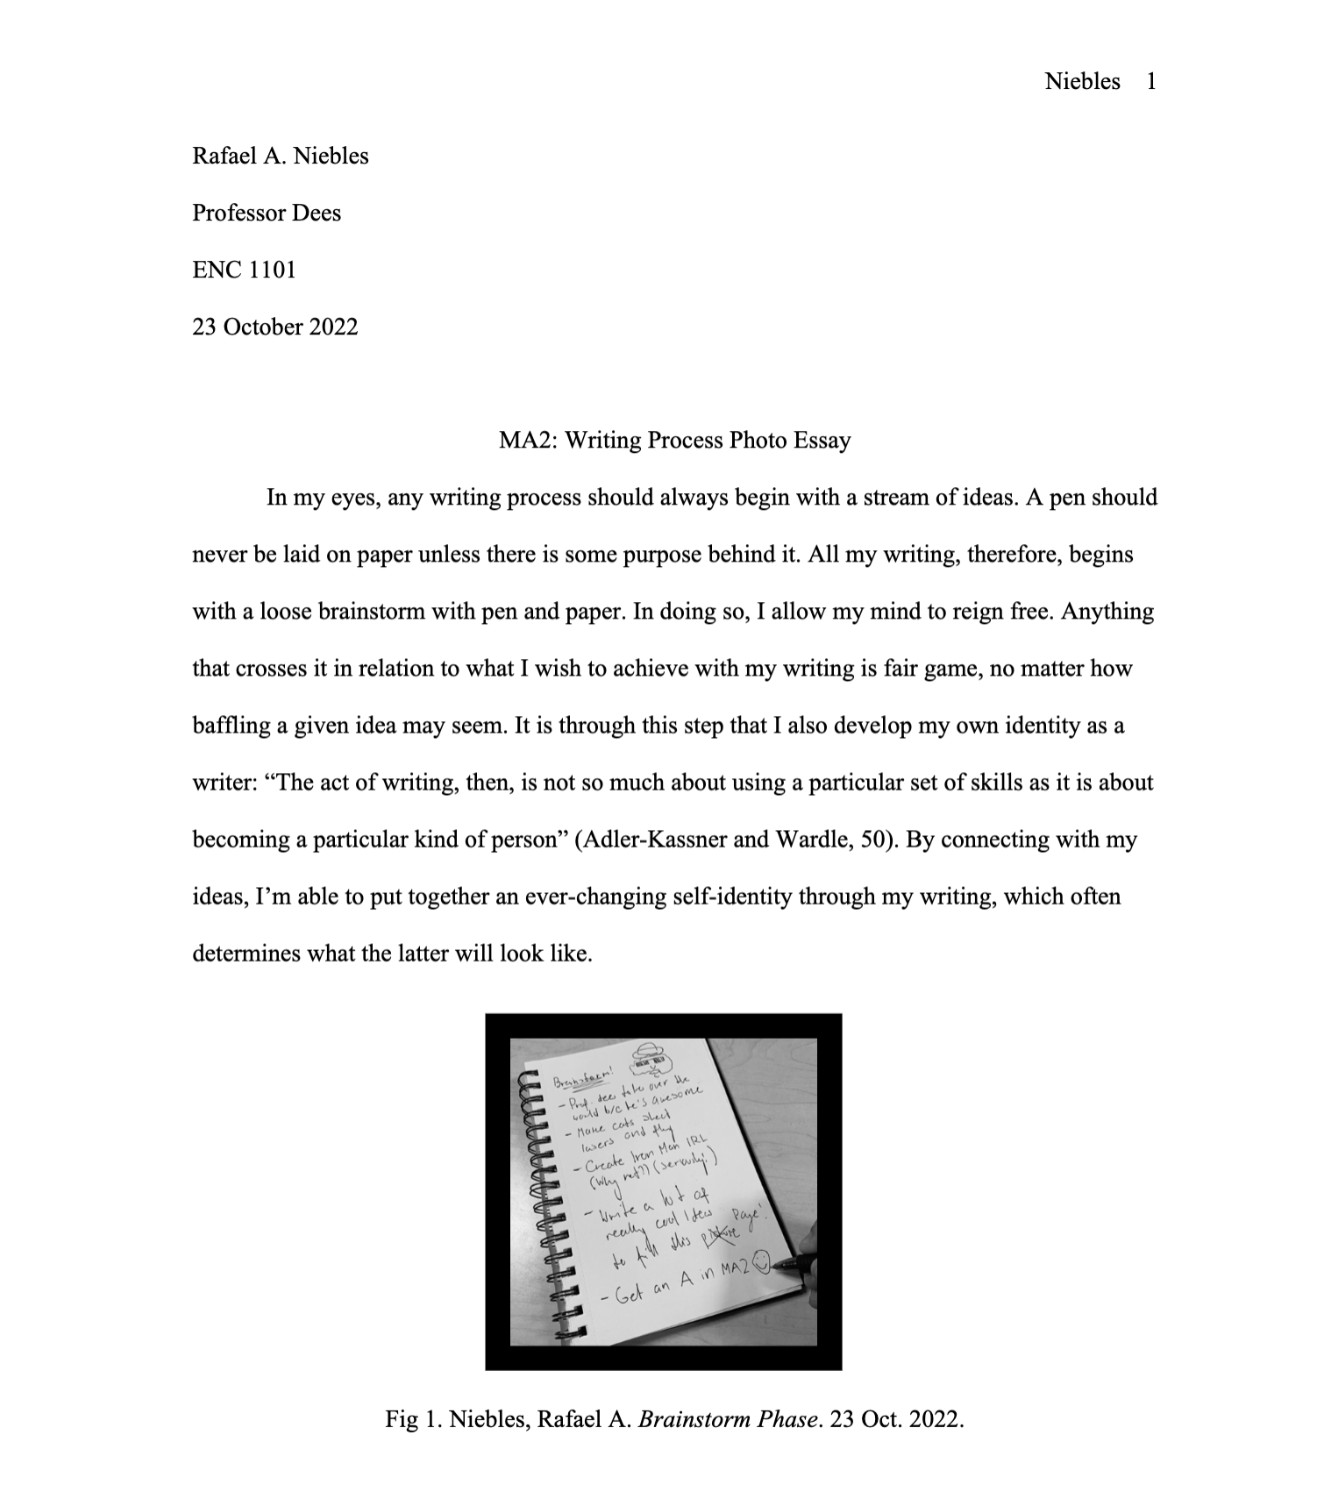 Niebles 1
Rafael A. Niebles
Professor Dees
ENC 1101
23 October 2022
MA2: Writing Process Photo Essay
In my eyes, any writing process should always begin with a stream of ideas. A pen should
never be laid on paper unless there is some purpose behind it. All my writing, therefore, begins
with a loose brainstorm with pen and paper. In doing so, I allow my mind to reign free. Anything
that crosses it in relation to what I wish to achieve with my writing is fair game, no matter how
baffling a given idea may seem. It is through this step that I also develop my own identity as a
writer: “The act of writing, then, is not so much about using a particular set of skills as it is about
becoming a particular kind of person” (Adler-Kassner and Wardle, 50). By connecting with my
ideas, I’m able to put together an ever-changing self-identity through my writing, which often
determines what the latter will look like.
Brainstorm!
- Prof. dee take over the
world b/c he's awesome
- Make cats shoot
lasers and fly
- Create Iron Man IRL
(Why not?) (seriously.)
- Write a lot of
really cool ideas
to fill this picture page!
- Get an A in MA2
Fig 1. Niebles, Rafael A. Brainstorm Phase. 23 Oct. 2022.